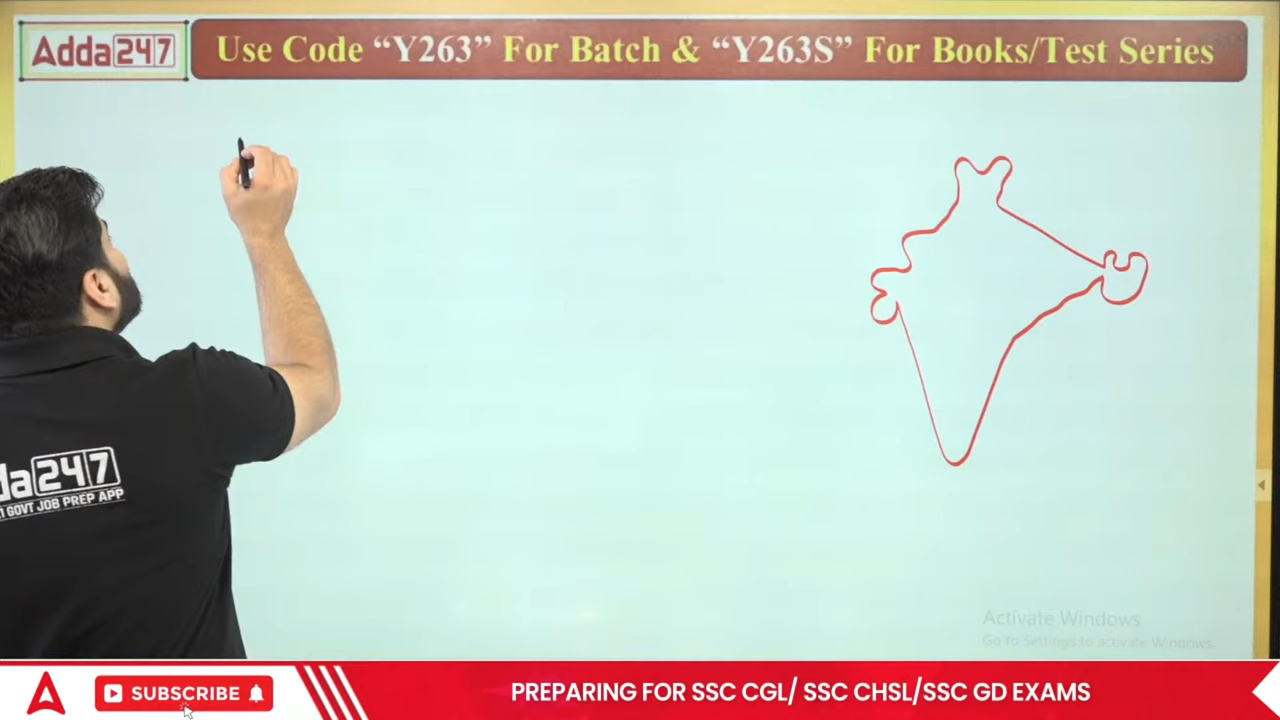 Adda247
Use Code “Y263” For Batch & “Y263S” For Books/Test Series
da247
GOVT JOB PREP APP
Activate Windows
Go to Settings to activate Windows.
SUBSCRIBE
PREPARING FOR SSC CGL/ SSC CHSL/SSC GD EXAMS